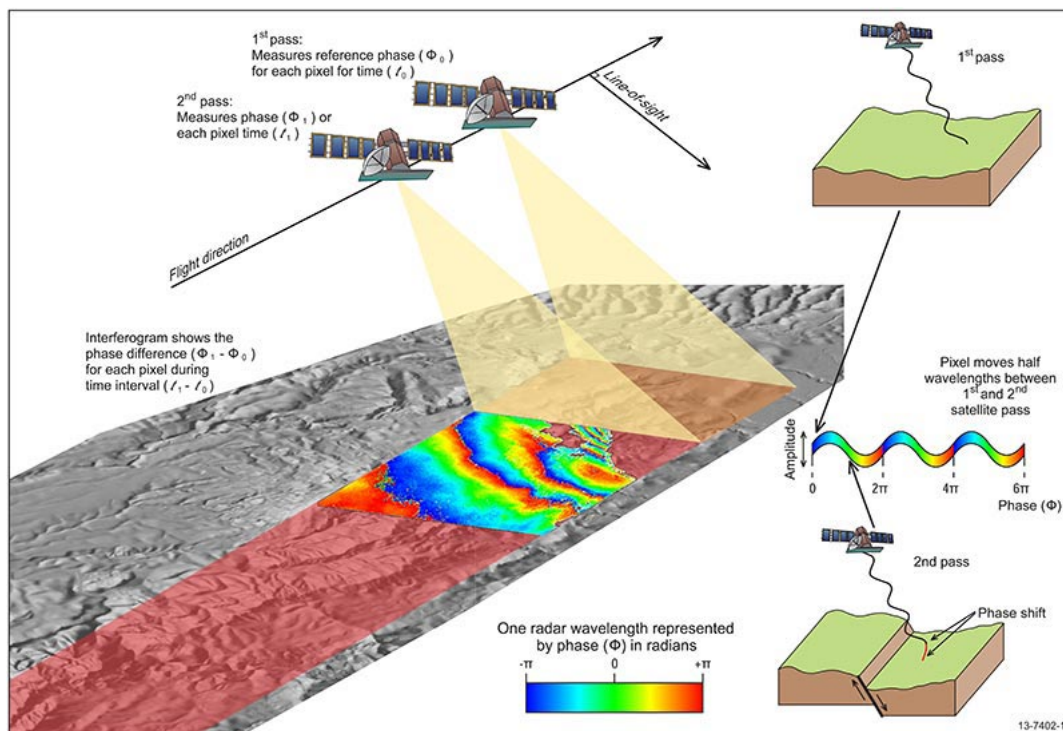 1st pass:
Measures reference phase (Φ0)
for each pixel for time (t0)
2nd pass:
Measures phase (Φ1) or
each pixel time (t1)
Line-of-sight
Flight direction
1st pass
Interferogram shows the
phase difference (Φ1 - Φ0)
for each pixel during
time interval (t1 - t0)
Pixel moves half
wavelengths between
1st and 2nd
satellite pass
Amplitude
0 2π 4π 6π
Phase (Φ)
2nd pass
Phase shift
One radar wavelength represented
by phase (Φ) in radians
-π 0 +π
13-7402-1